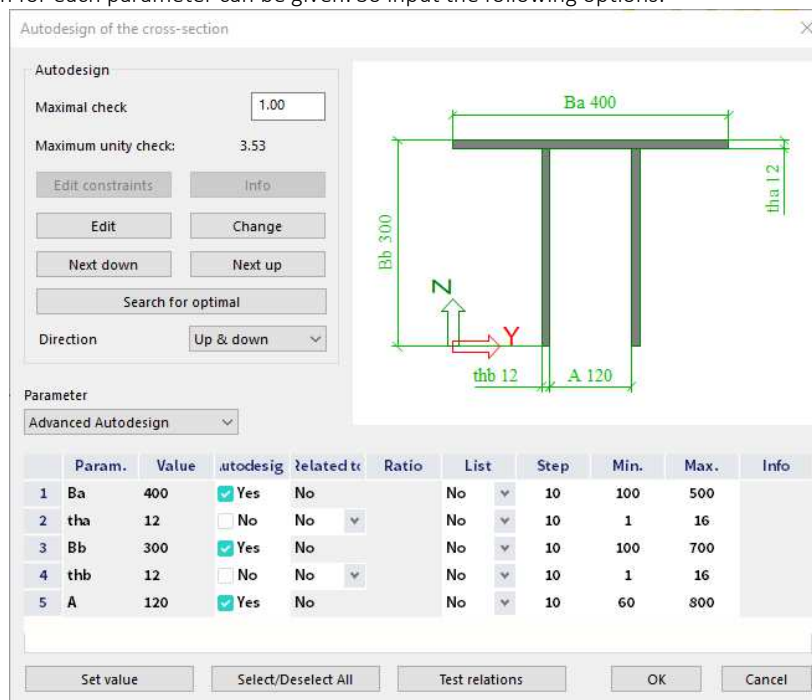 Autodesign of the cross-section
Autodesign
Maximal check 1.00
Maximum unity check: 3.53
Edit constraints Info
Edit Change
Next down Next up
Search for optimal
Direction Up & down
Ba 400
tha 12
Bb 300
Z
Y
thb 12 A 120
Parameter
Advanced Autodesign
Param. Value utodesig Related to Ratio List Step Min. Max. Info
1 Ba 400 Yes No No 10 100 500
2 tha 12 No No No 10 1 16
3 Bb 300 Yes No No 10 100 700
4 thb 12 No No No 10 1 16
5 A 120 Yes No No 10 60 800
Set value Select/Deselect All Test relations OK Cancel